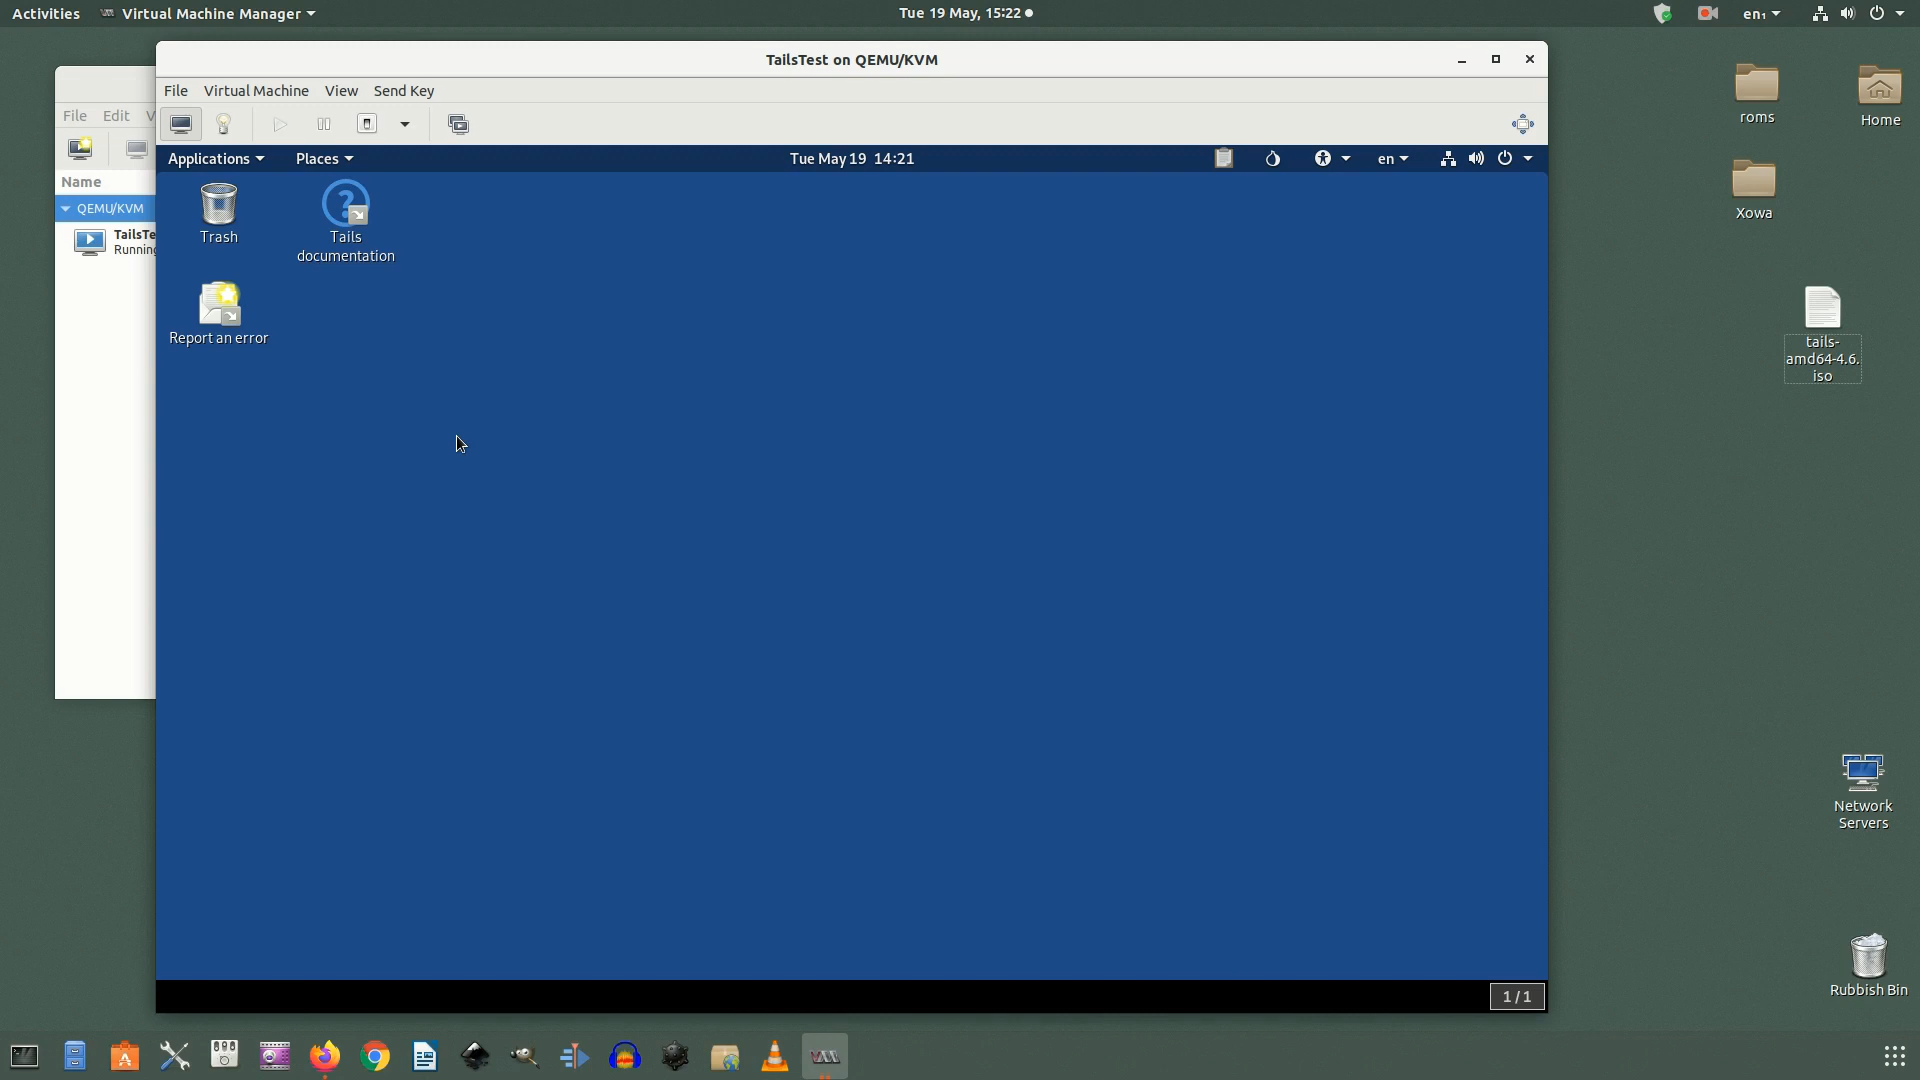 Activities
Virtual Machine Manager
Tue 19 May, 15:22
en₁
TailsTest on QEMU/KVM
File Virtual Machine View Send Key
File Edit V
Name
QEMU/KVM
TailsTe
Running
Applications Places
Tue May 19 14:21
en
Trash
Tails
documentation
Report an error
1 / 1
roms
Home
Xowa
tails-
amd64-4.6.
iso
Network
Servers
Rubbish Bin